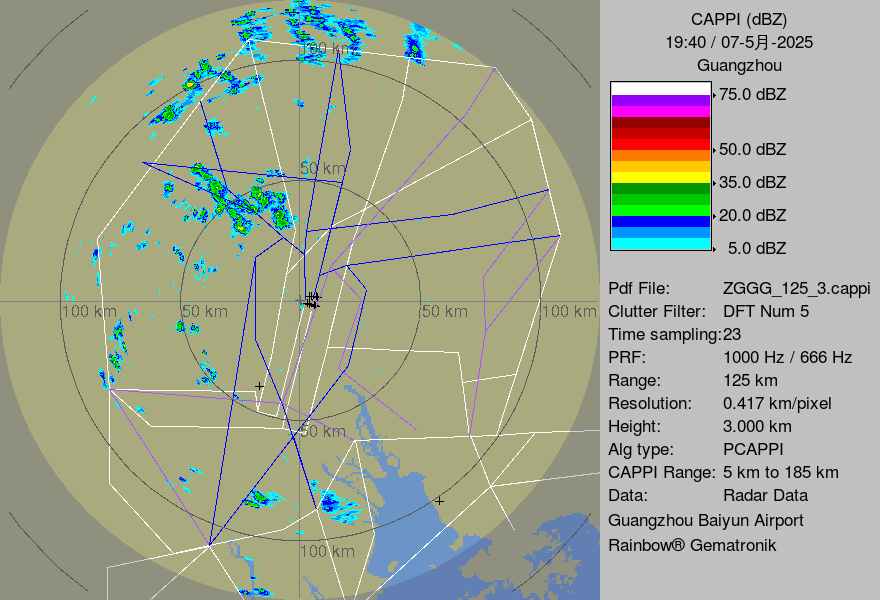 CAPPI (dBZ)
19:40 / 07-5月-2025
Guangzhou
75.0 dBZ
50.0 dBZ
35.0 dBZ
20.0 dBZ
5.0 dBZ
100 km
50 km
100 km
50 km
50 km
100 km
50 km
100 km
Pdf File: ZGGG_125_3.cappi
Clutter Filter: DFT Num 5
Time sampling:23
PRF: 1000 Hz / 666 Hz
Range: 125 km
Resolution: 0.417 km/pixel
Height: 3.000 km
Alg type: PCAPPI
CAPPI Range: 5 km to 185 km
Data: Radar Data
Guangzhou Baiyun Airport
Rainbow® Gematronik